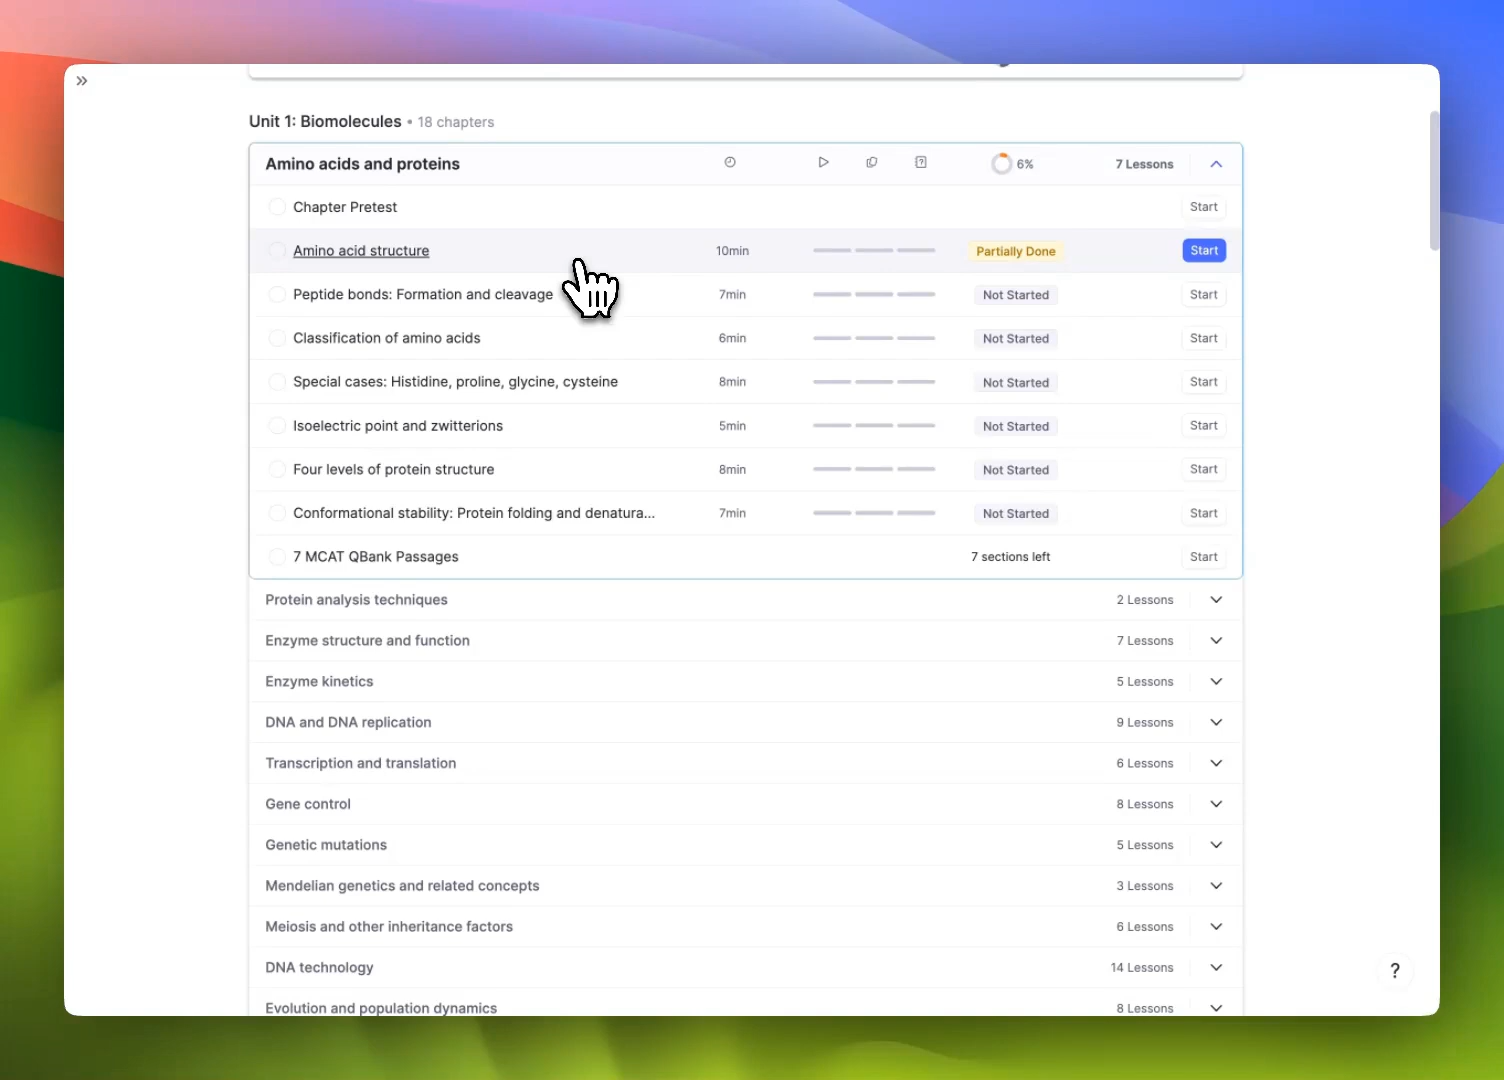 »
Unit 1: Biomolecules • 18 chapters
Amino acids and proteins 6% 7 Lessons
Chapter Pretest Start
Amino acid structure 10min Partially Done Start
Peptide bonds: Formation and cleavage 7min Not Started Start
Classification of amino acids 6min Not Started Start
Special cases: Histidine, proline, glycine, cysteine 8min Not Started Start
Isoelectric point and zwitterions 5min Not Started Start
Four levels of protein structure 8min Not Started Start
Conformational stability: Protein folding and denatura... 7min Not Started Start
7 MCAT QBank Passages 7 sections left Start
Protein analysis techniques 2 Lessons
Enzyme structure and function 7 Lessons
Enzyme kinetics 5 Lessons
DNA and DNA replication 9 Lessons
Transcription and translation 6 Lessons
Gene control 8 Lessons
Genetic mutations 5 Lessons
Mendelian genetics and related concepts 3 Lessons
Meiosis and other inheritance factors 6 Lessons
DNA technology 14 Lessons
Evolution and population dynamics 8 Lessons
?